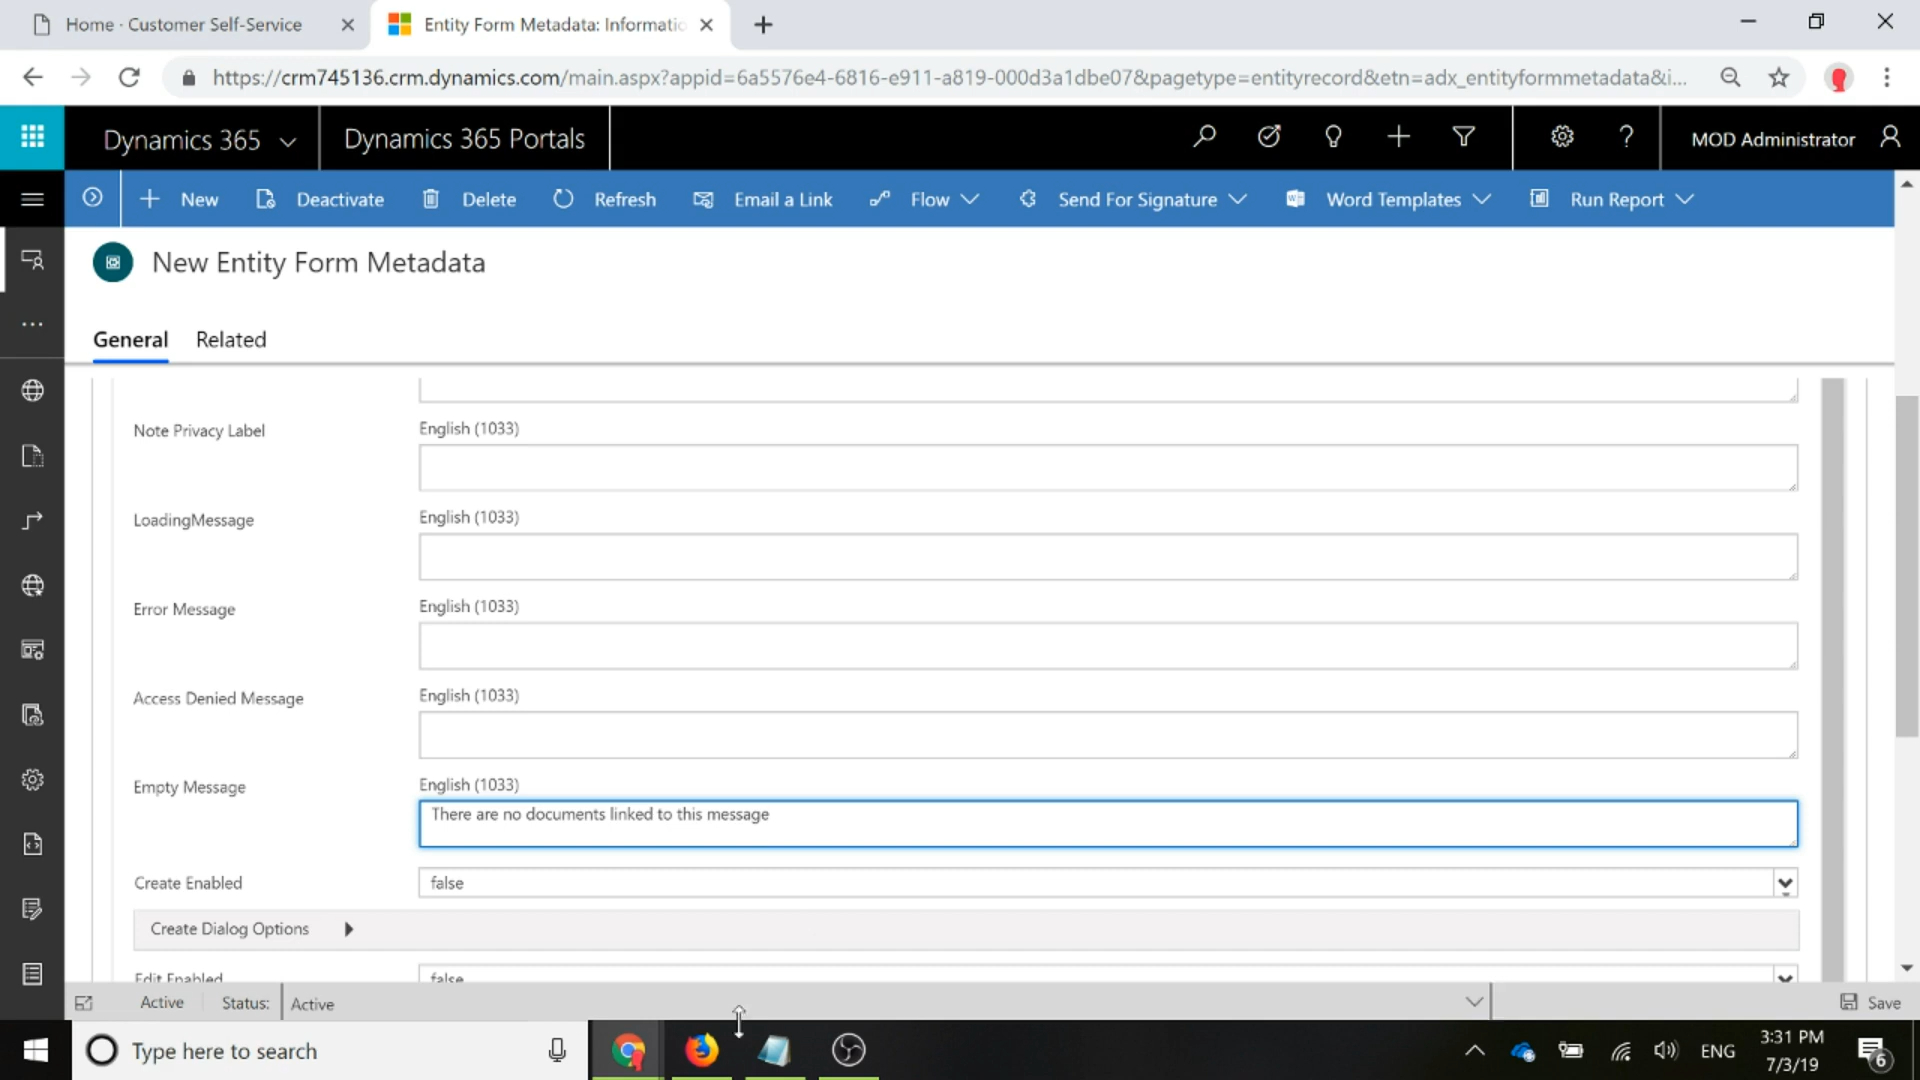 Home - Customer Self-Service
Entity Form Metadata: Informatio
https://crm745136.crm.dynamics.com/main.aspx?appid=6a5576e4-6816-e911-a819-000d3a1dbe07&pagetype=entityrecord&etn=adx_entityformmetadata&i...
Dynamics 365
Dynamics 365 Portals
MOD Administrator
New
Deactivate
Delete
Refresh
Email a Link
Flow
Send For Signature
Word Templates
Run Report
New Entity Form Metadata
General
Related
Note Privacy Label
English (1033)
LoadingMessage
English (1033)
Error Message
English (1033)
Access Denied Message
English (1033)
Empty Message
English (1033)
There are no documents linked to this message
Create Enabled
false
Create Dialog Options
Edit Enabled
false
Active
Status:
Active
Save
Type here to search
ENG
3:31 PM
7/3/19
6